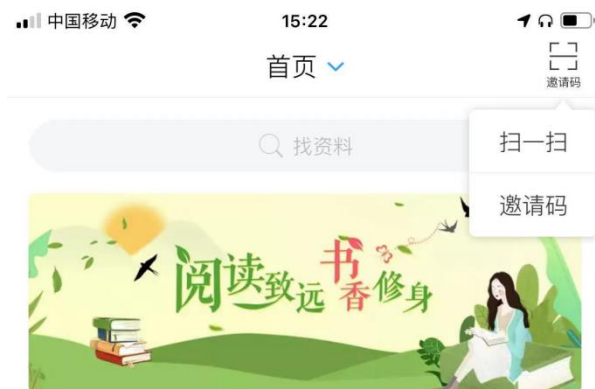 中国移动 15:22
首页
邀请码
找资料
扫一扫
邀请码
阅读致远 书香修身